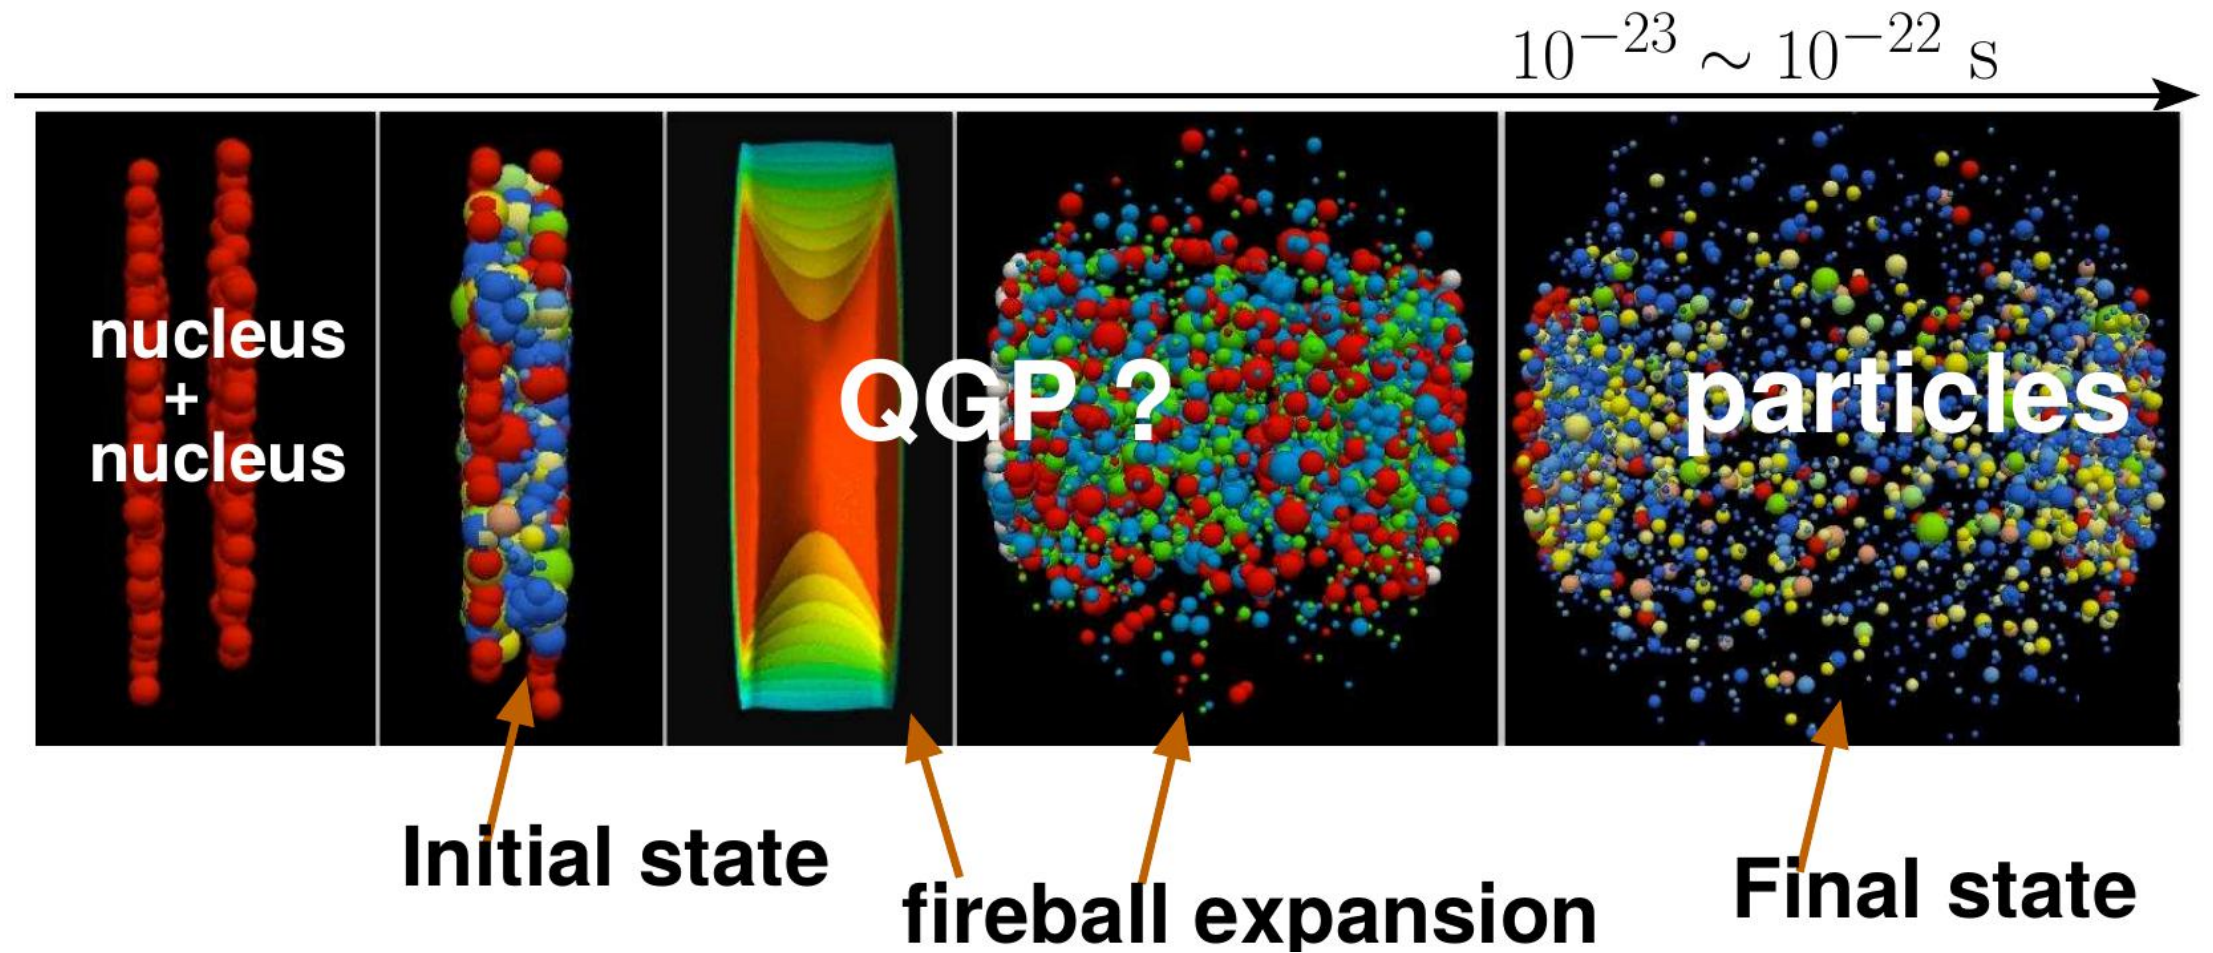 10⁻²³ ∼ 10⁻²² s
nucleus
+
nucleus
QGP ?
particles
Initial state
fireball expansion
Final state